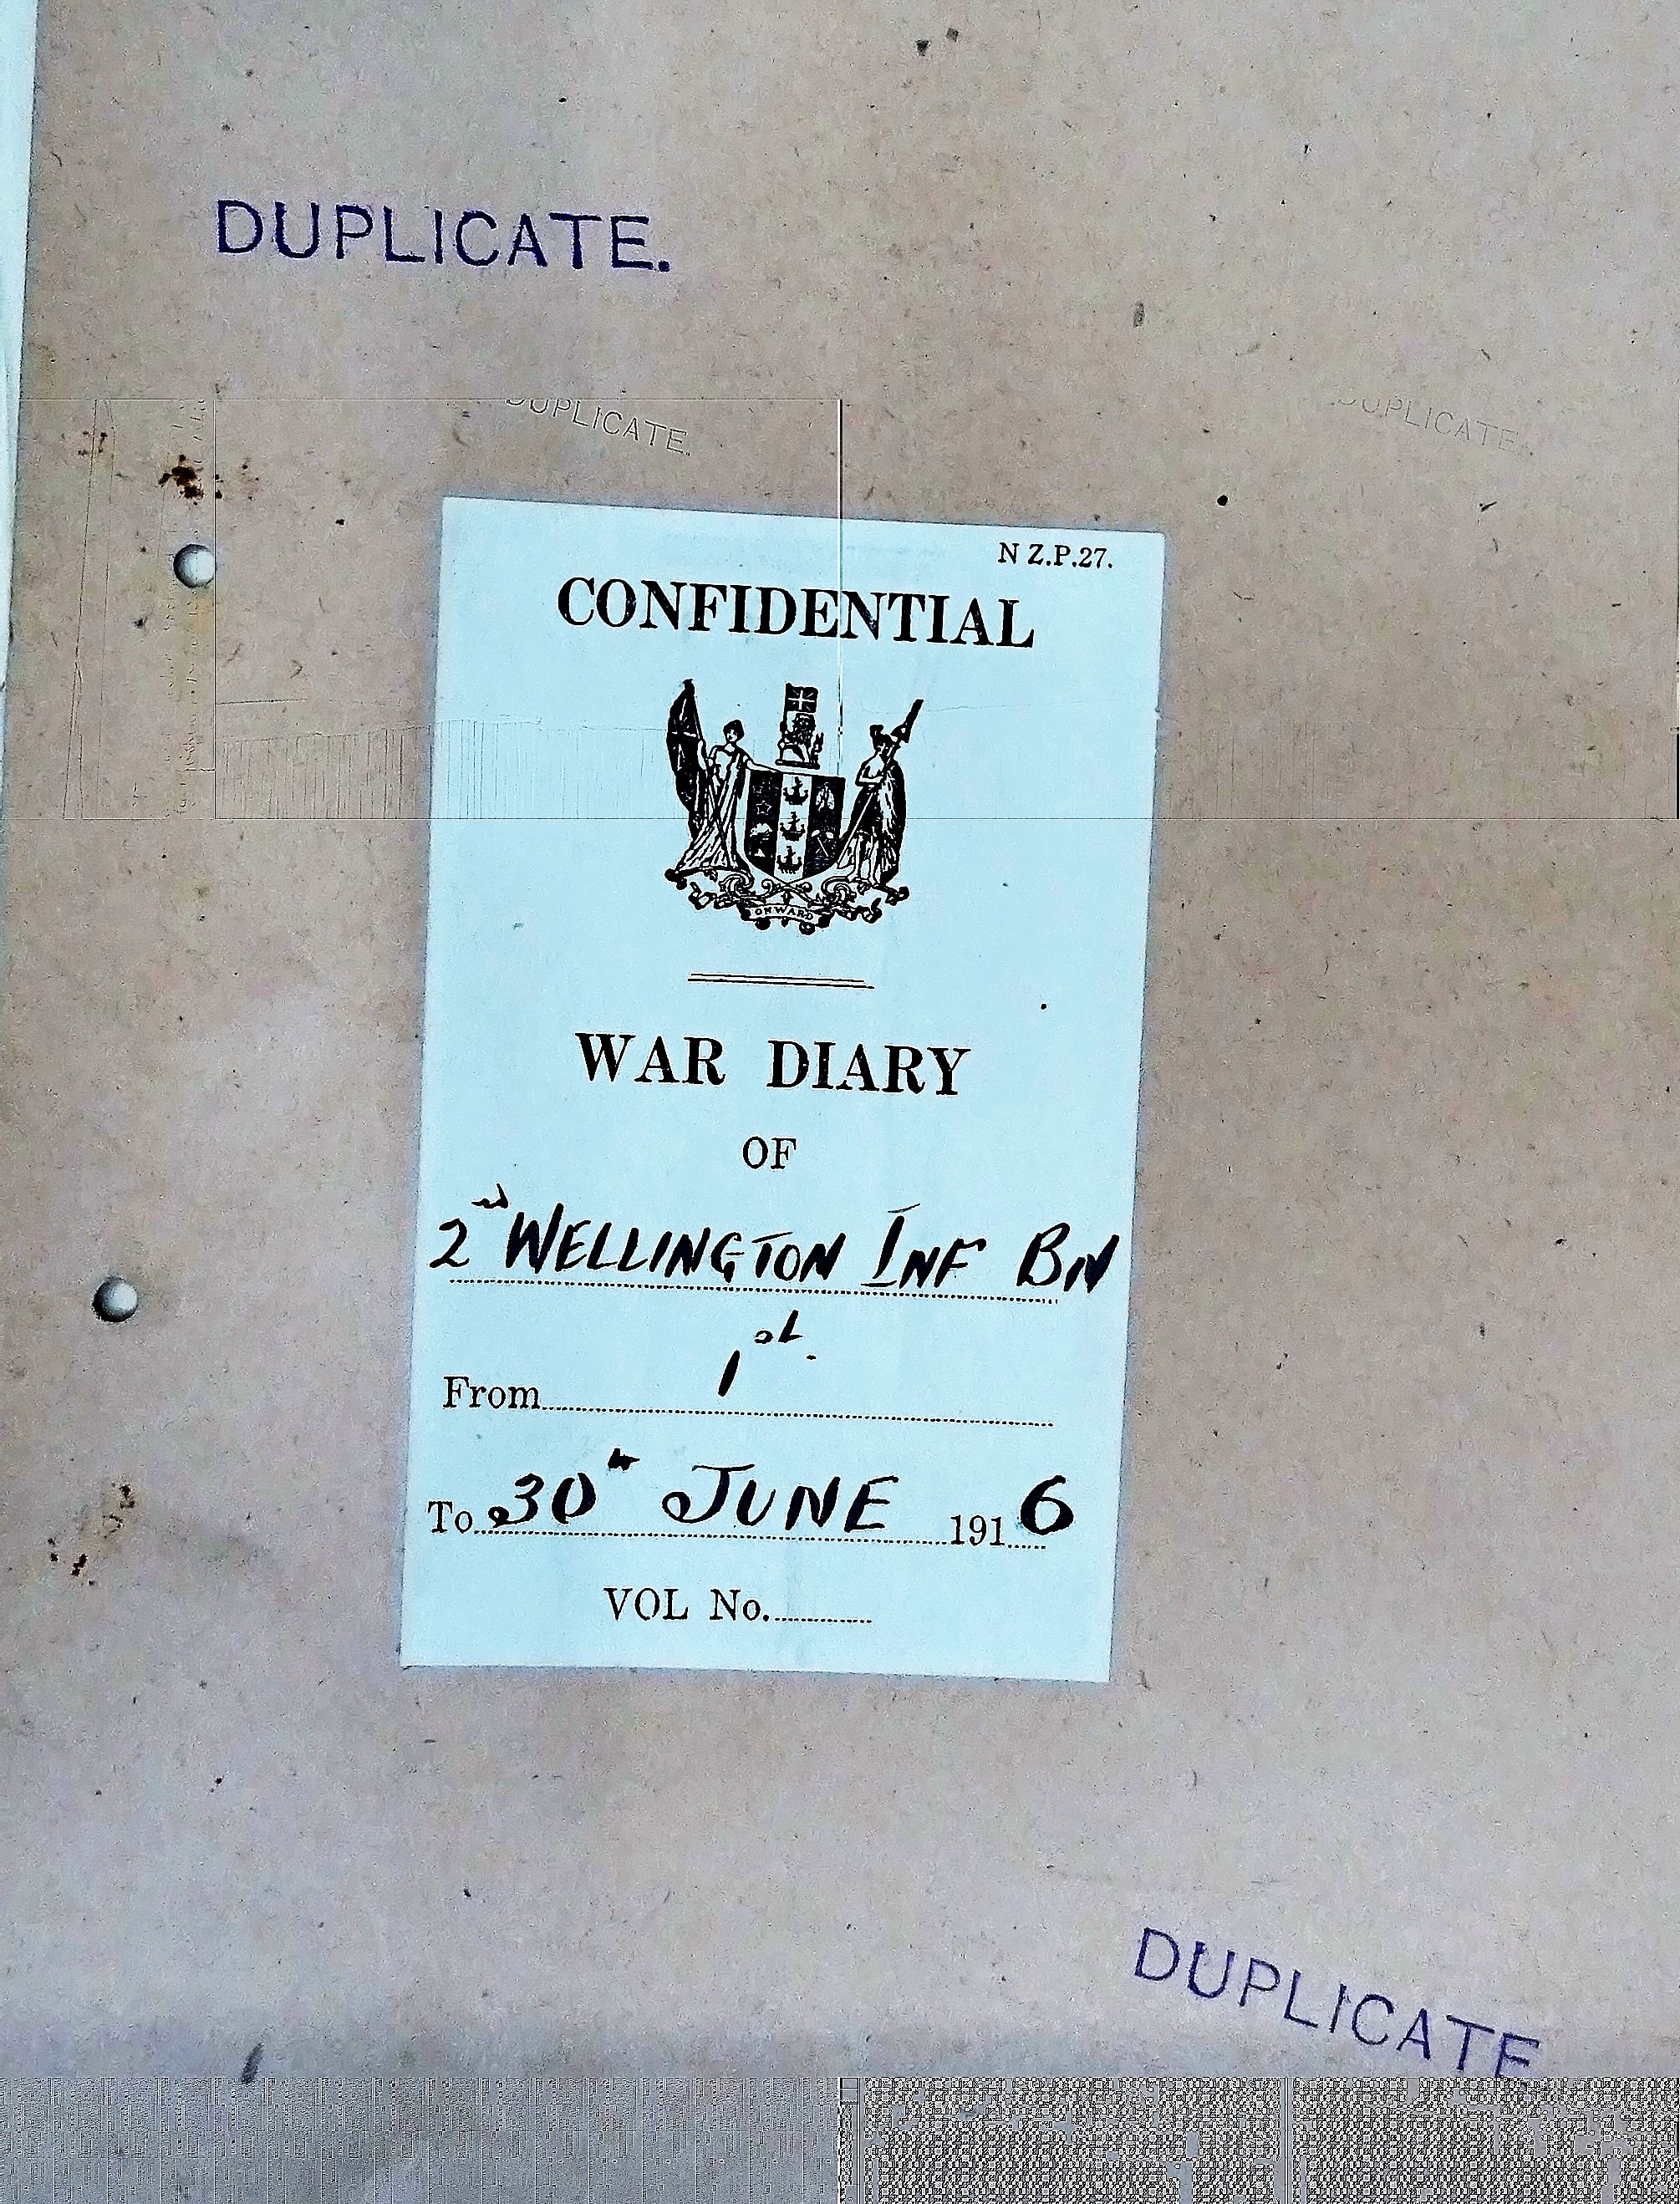 DUPLICATE.
DUPLICATE.
DUPLICATE.
N Z.P.27.
CONFIDENTIAL
ONWARD
WAR DIARY
OF
2nd WELLINGTON INF BN
From 1st.
To 30th JUNE 1916
VOL No.
DUPLICATE